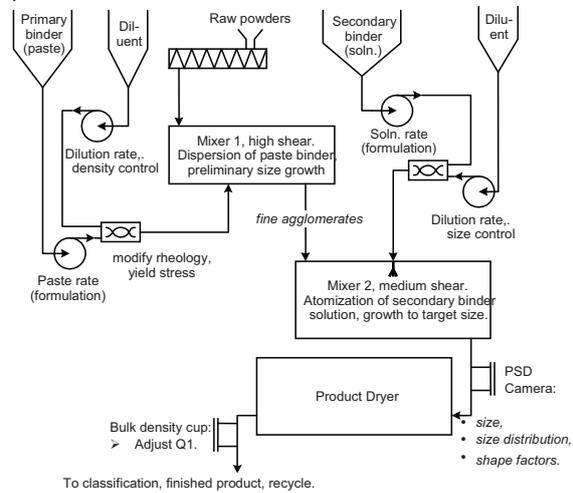 Primary
binder
(paste)
Dil-
uent
Raw powders
Secondary
binder
(soln.)
Dilu-
ent
Dilution rate,.
density control
Mixer 1, high shear.
Dispersion of paste binder,
preliminary size growth
Soln. rate
(formulation)
Dilution rate,.
size control
fine agglomerates
modify rheology,
yield stress
Paste rate
(formulation)
Mixer 2, medium shear.
Atomization of secondary binder
solution, growth to target size.
Product Dryer
PSD
Camera:
• size,
• size distribution,
• shape factors.
Bulk density cup:
➢ Adjust Q1.
To classification, finished product, recycle.